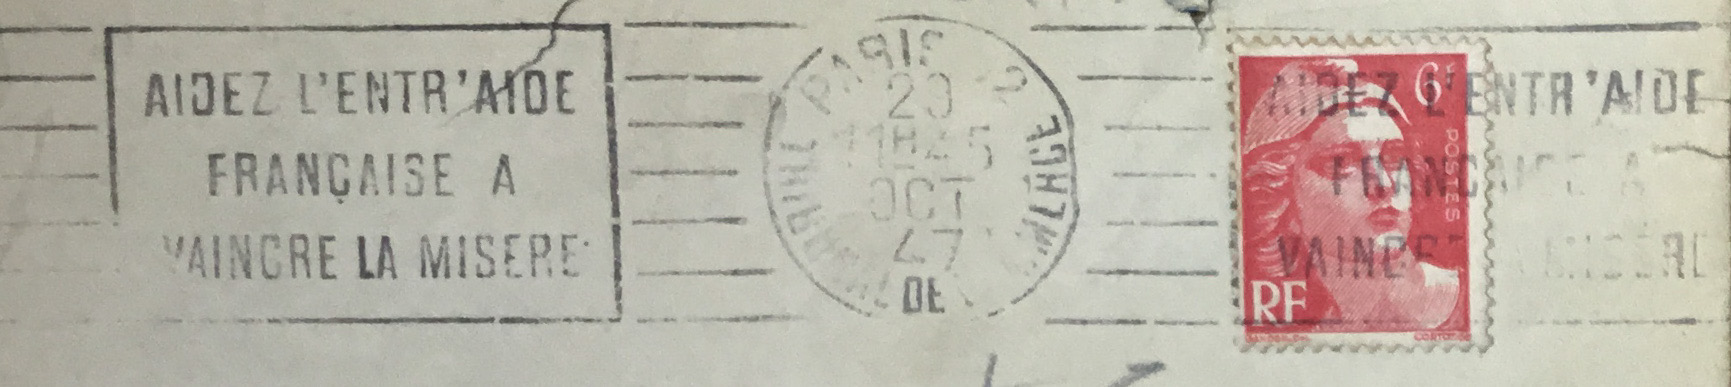 AIDEZ L'ENTR'AIDE
FRANÇAISE A
VAINCRE LA MISERE
PARIS
20
11H45
OCT
47
DE
6F
POSTES
RF
AIDEZ L'ENTR'AIDE
FRANÇAISE A
VAINCRE LA MISERE